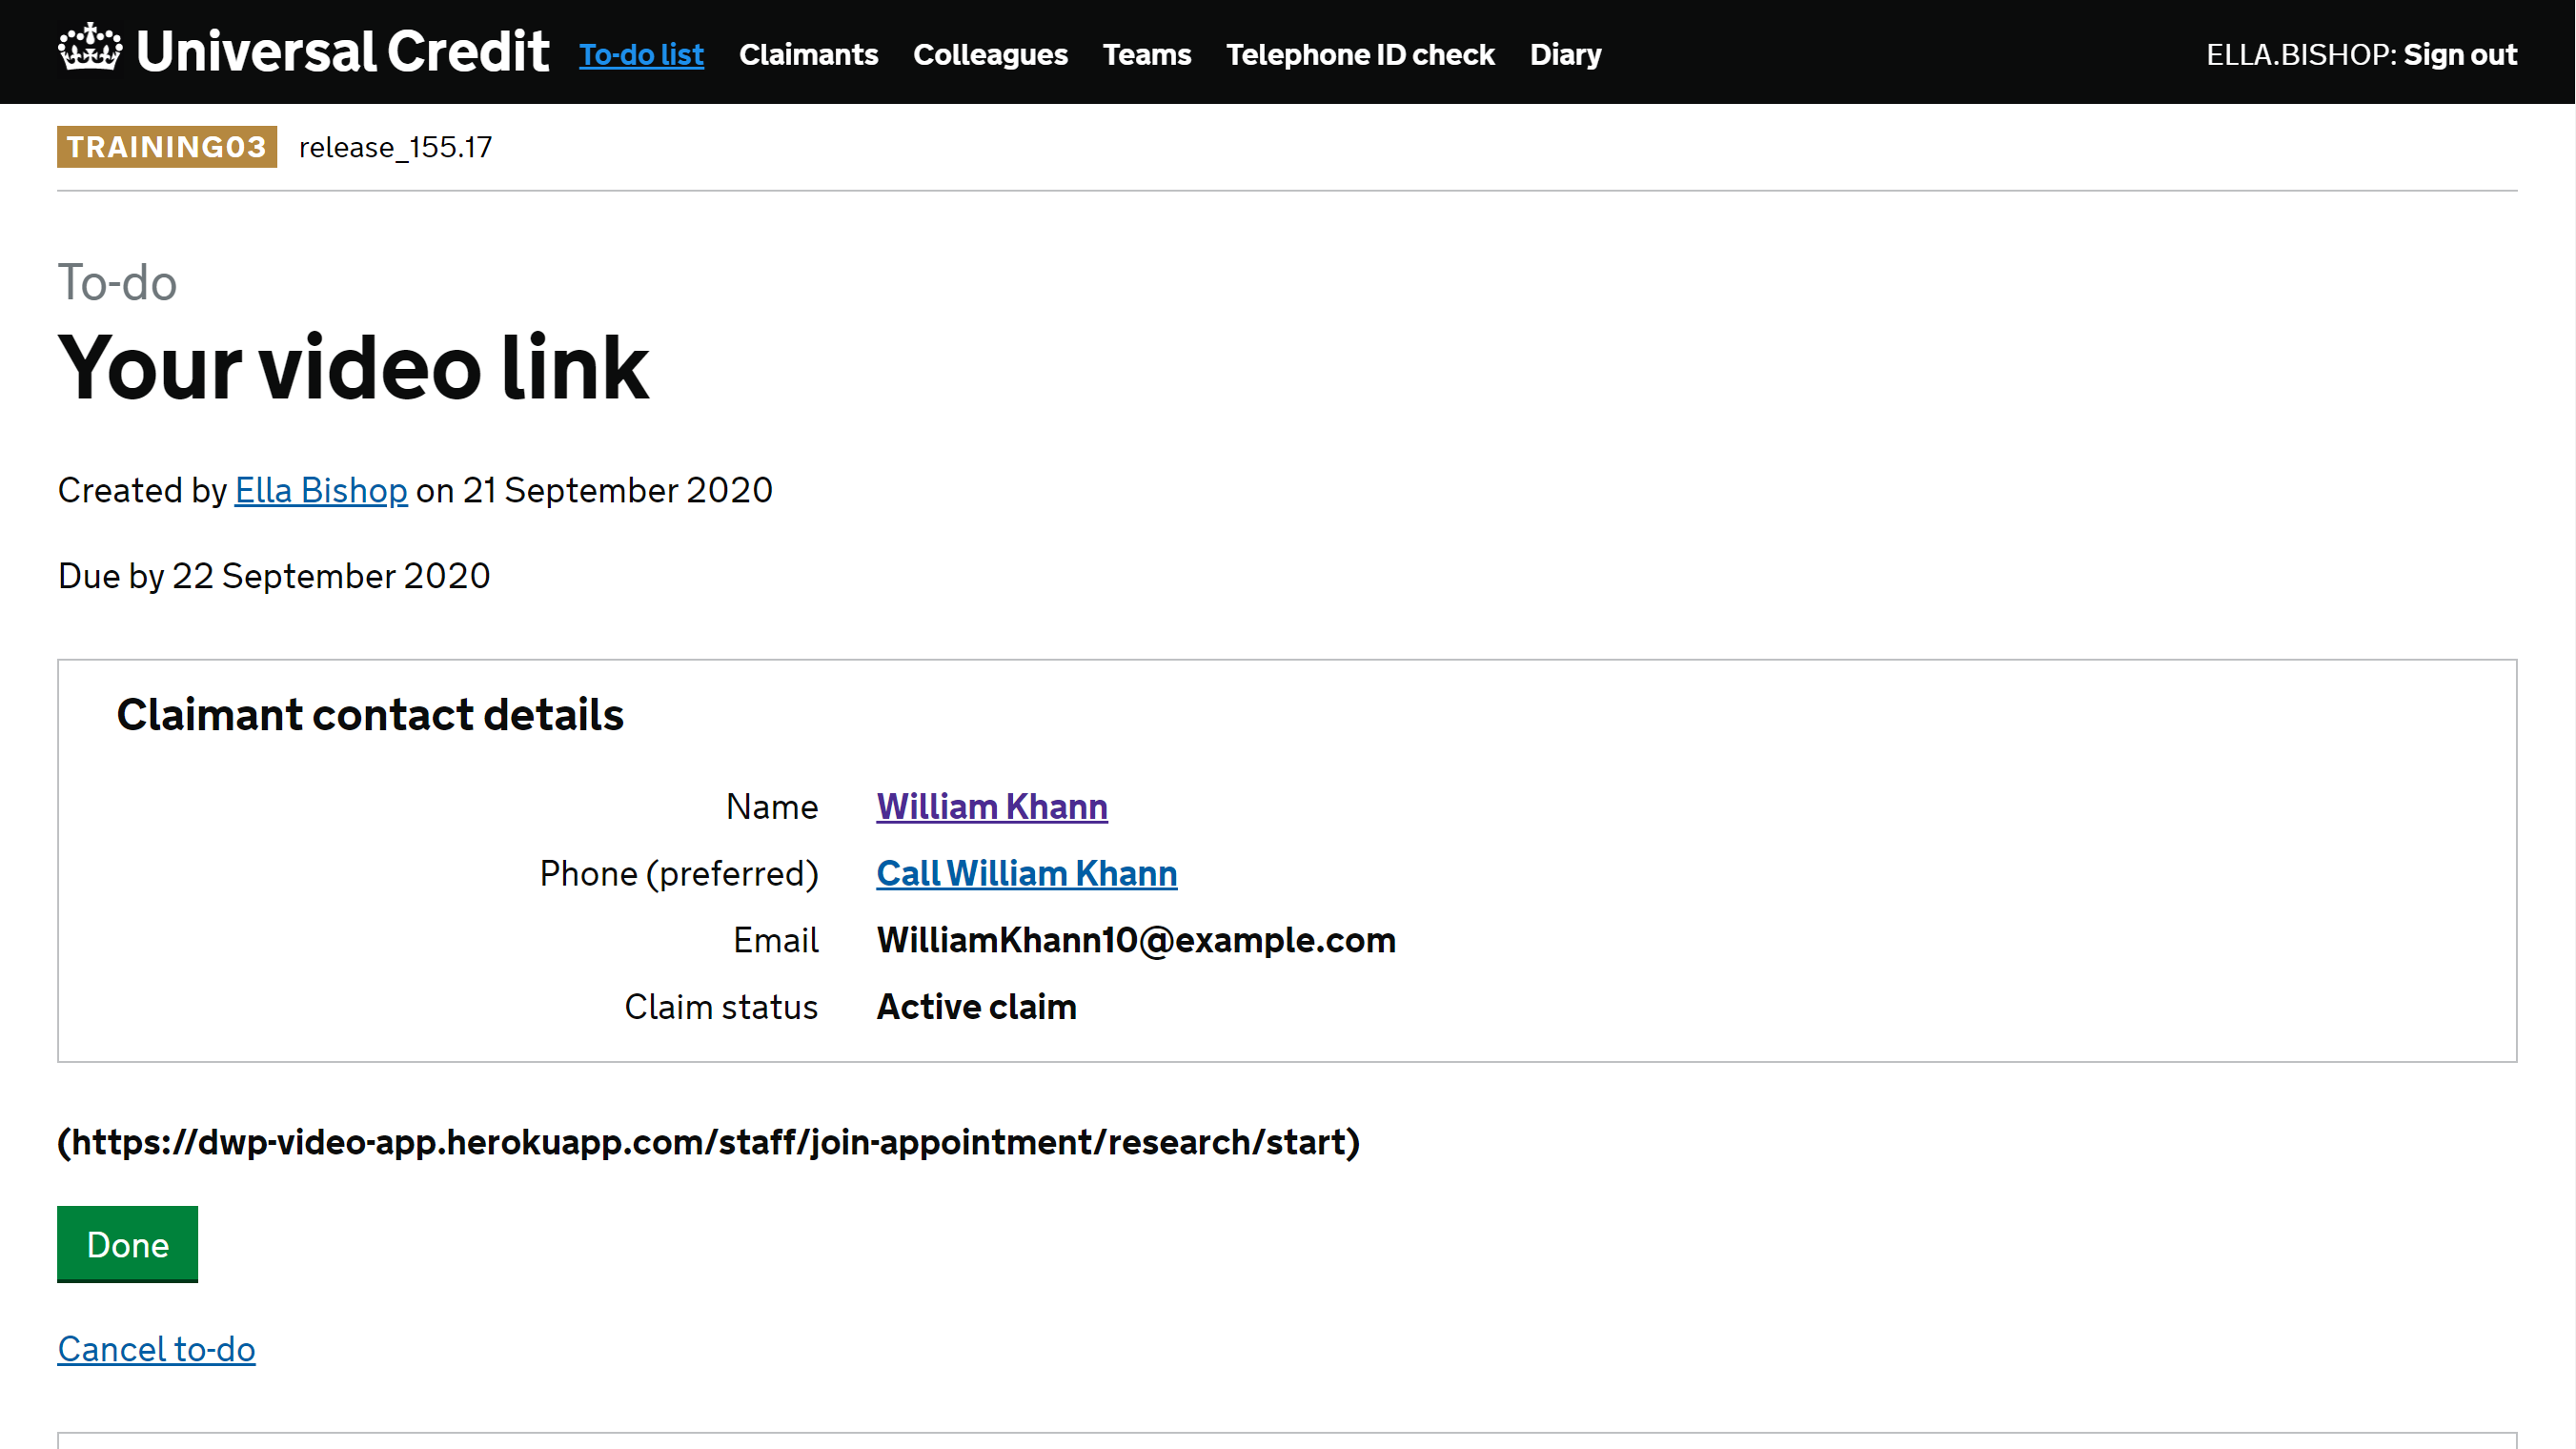 Universal Credit To-do list Claimants Colleagues Teams Telephone ID check Diary ELLA.BISHOP: Sign out
TRAINING03 release_155.17
To-do
Your video link
Created by Ella Bishop on 21 September 2020
Due by 22 September 2020
Claimant contact details
Name William Khann
Phone (preferred) Call William Khann
Email WilliamKhann10@example.com
Claim status Active claim
(https://dwp-video-app.herokuapp.com/staff/join-appointment/research/start)
Done
Cancel to-do